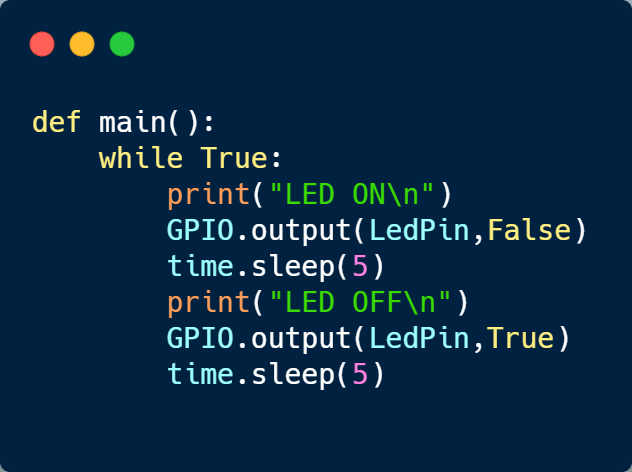 def main():
    while True:
        print("LED ON\n")
        GPIO.output(LedPin,False)
        time.sleep(5)
        print("LED OFF\n")
        GPIO.output(LedPin,True)
        time.sleep(5)